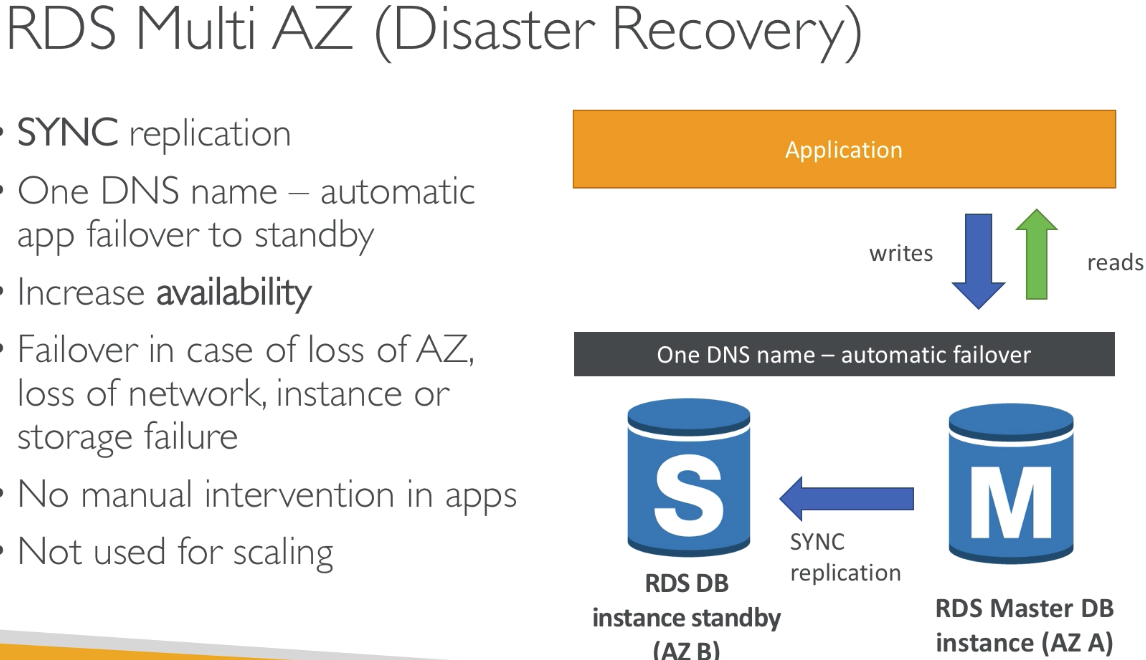 RDS Multi AZ (Disaster Recovery)
• SYNC replication
• One DNS name – automatic
app failover to standby
• Increase availability
• Failover in case of loss of AZ,
loss of network, instance or
storage failure
• No manual intervention in apps
• Not used for scaling
Application
writes
reads
One DNS name – automatic failover
S
M
SYNC
replication
RDS DB
instance standby
(AZ B)
RDS Master DB
instance (AZ A)